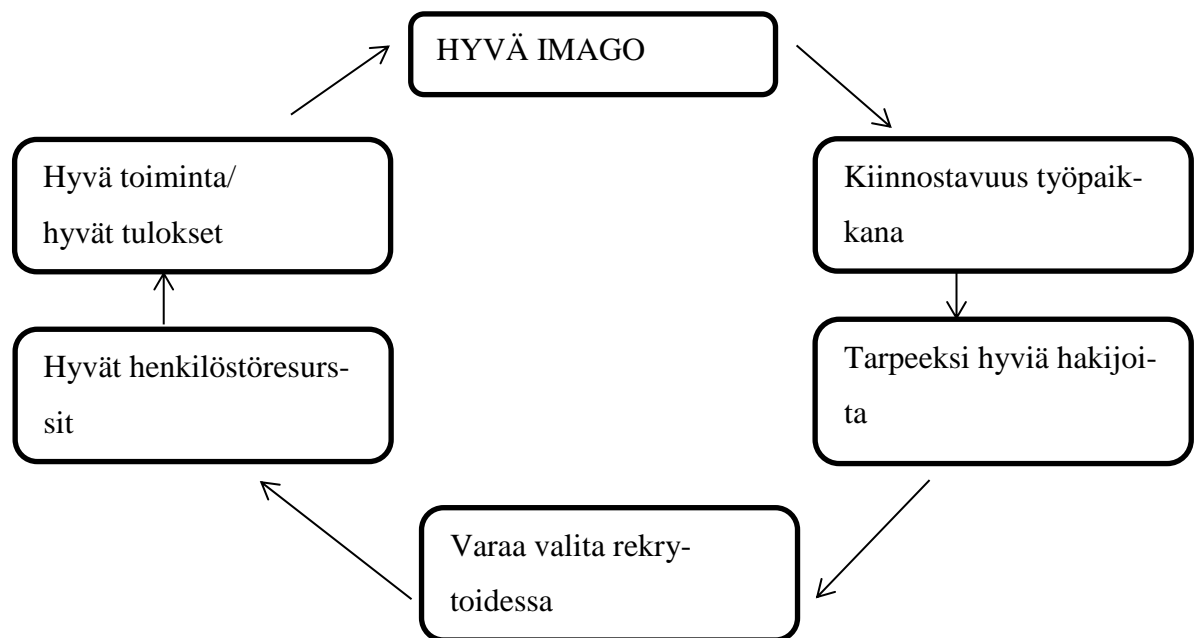 HYVÄ IMAGO
Kiinnostavuus työpaik-
kana
Tarpeeksi hyviä hakijoi-
ta
Varaa valita rekry-
toidessa
Hyvät henkilöstöresurs-
sit
Hyvä toiminta/
hyvät tulokset